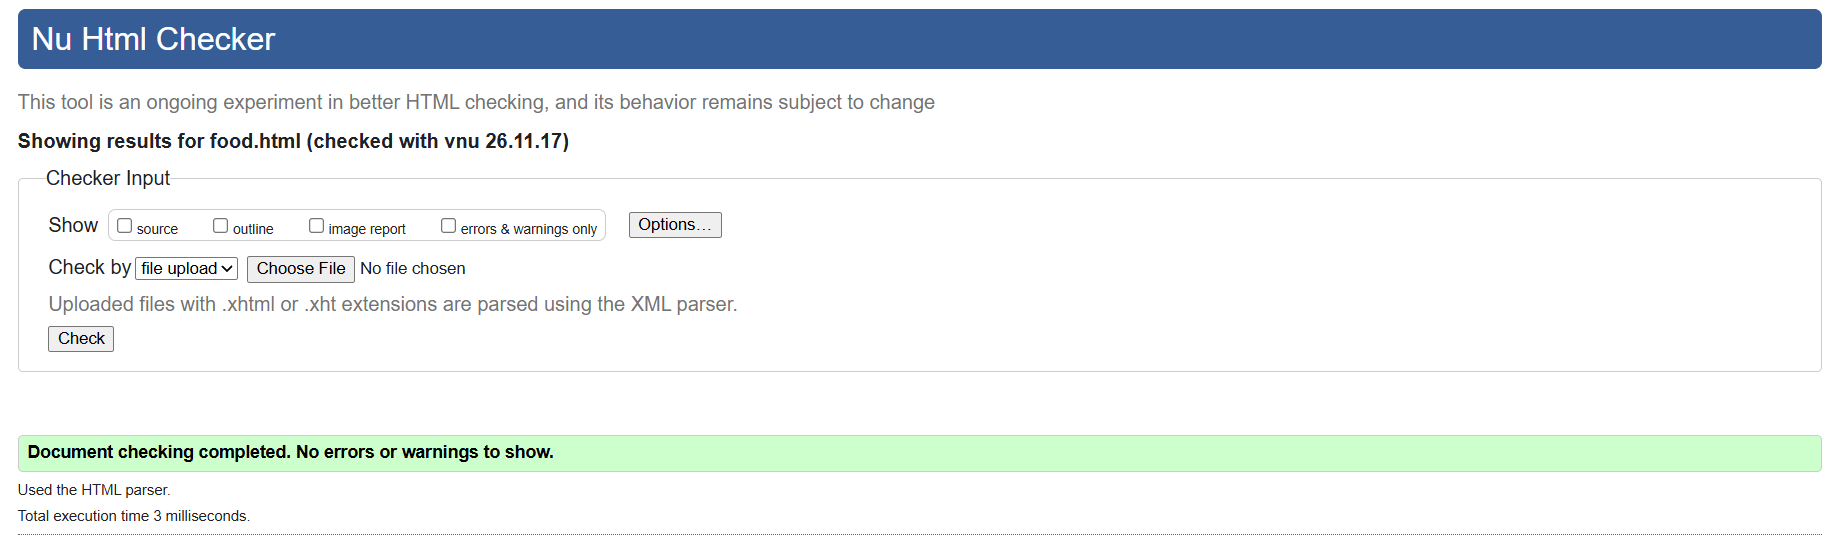 Nu Html Checker
This tool is an ongoing experiment in better HTML checking, and its behavior remains subject to change
Showing results for food.html (checked with vnu 26.11.17)
Checker Input
Show source outline image report errors & warnings only Options...
Check by file upload Choose File No file chosen
Uploaded files with .xhtml or .xht extensions are parsed using the XML parser.
Check
Document checking completed. No errors or warnings to show.
Used the HTML parser.
Total execution time 3 milliseconds.